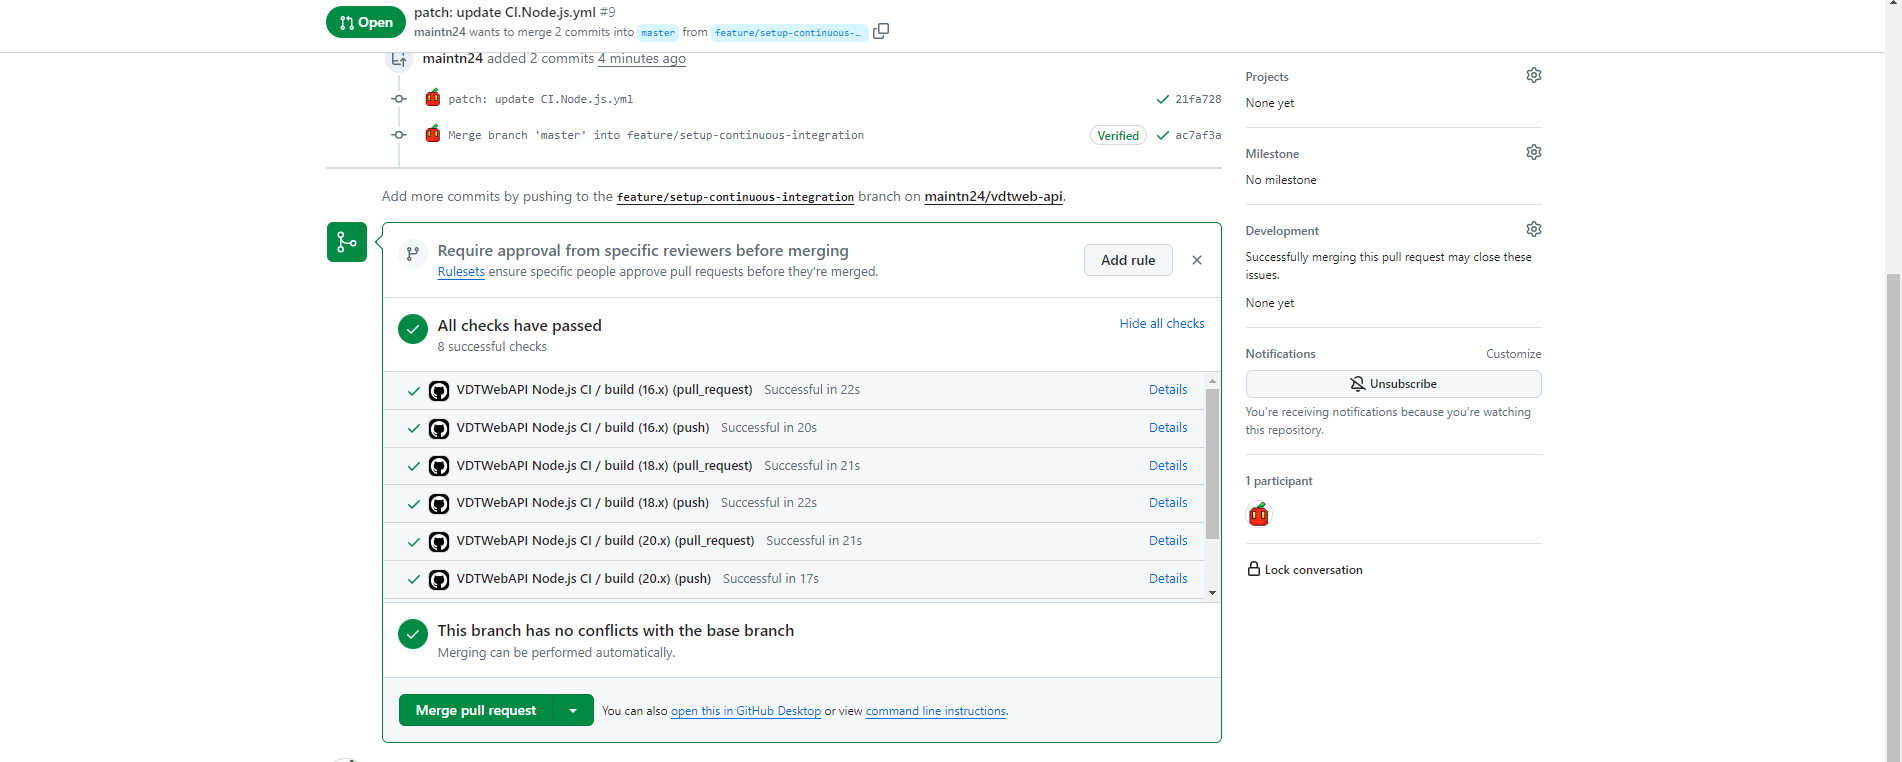 Open
patch: update CI.Node.js.yml #9
maintn24 wants to merge 2 commits into master from feature/setup-continuous-…
maintn24 added 2 commits 4 minutes ago
patch: update CI.Node.js.yml 21fa728
Merge branch 'master' into feature/setup-continuous-integration Verified ac7af3a
Add more commits by pushing to the feature/setup-continuous-integration branch on maintn24/vdtweb-api.
Require approval from specific reviewers before merging
Rulesets ensure specific people approve pull requests before they're merged.
Add rule
All checks have passed
8 successful checks
Hide all checks
VDTWebAPI Node.js CI / build (16.x) (pull_request) Successful in 22s Details
VDTWebAPI Node.js CI / build (16.x) (push) Successful in 20s Details
VDTWebAPI Node.js CI / build (18.x) (pull_request) Successful in 21s Details
VDTWebAPI Node.js CI / build (18.x) (push) Successful in 22s Details
VDTWebAPI Node.js CI / build (20.x) (pull_request) Successful in 21s Details
VDTWebAPI Node.js CI / build (20.x) (push) Successful in 17s Details
This branch has no conflicts with the base branch
Merging can be performed automatically.
Merge pull request
You can also open this in GitHub Desktop or view command line instructions.
Projects
None yet
Milestone
No milestone
Development
Successfully merging this pull request may close these
issues.
None yet
Notifications Customize
Unsubscribe
You're receiving notifications because you're watching
this repository.
1 participant
Lock conversation